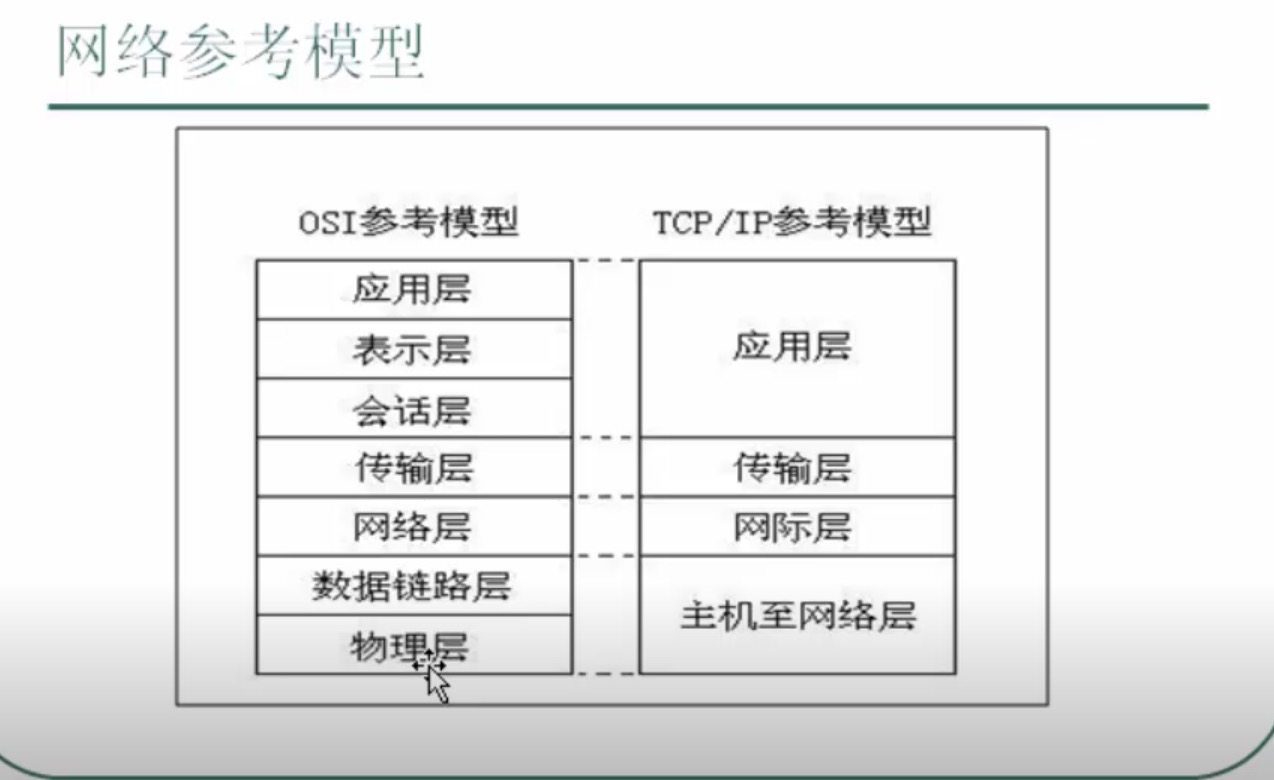 网络参考模型
OSI参考模型
TCP/IP参考模型
应用层
表示层
会话层
传输层
网络层
数据链路层
物理层
应用层
传输层
网际层
主机至网络层